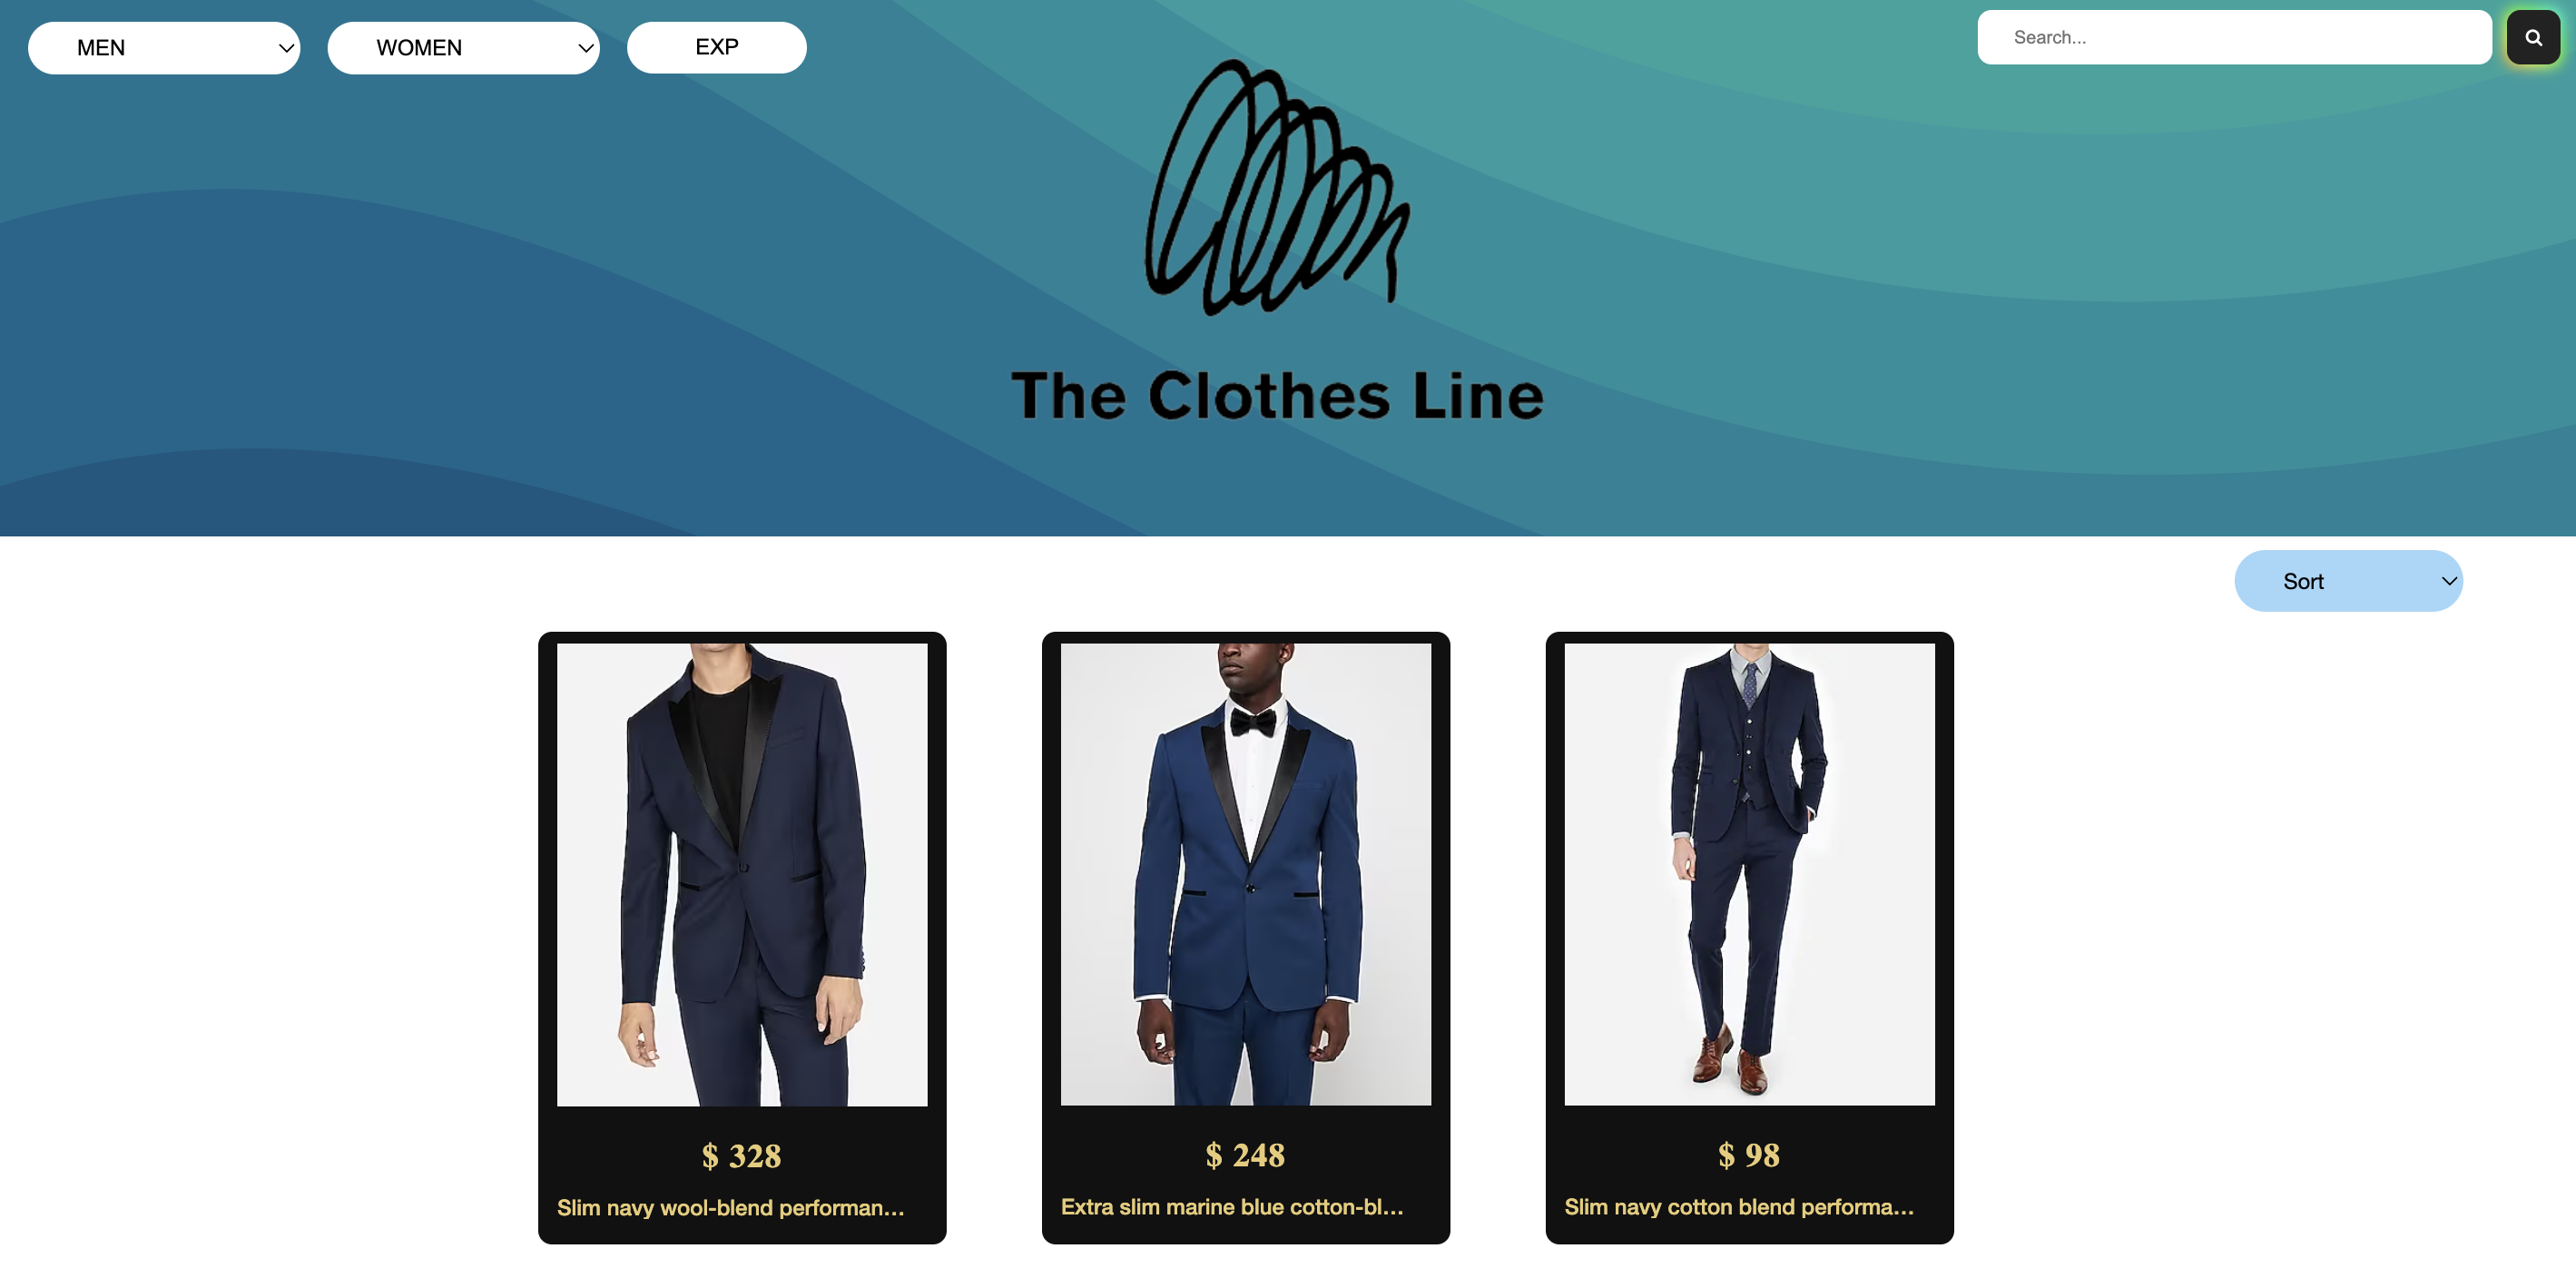 MEN
WOMEN
EXP
Search...
The Clothes Line
Sort
$ 328
Slim navy wool-blend performan...
$ 248
Extra slim marine blue cotton-bl...
$ 98
Slim navy cotton blend performa...